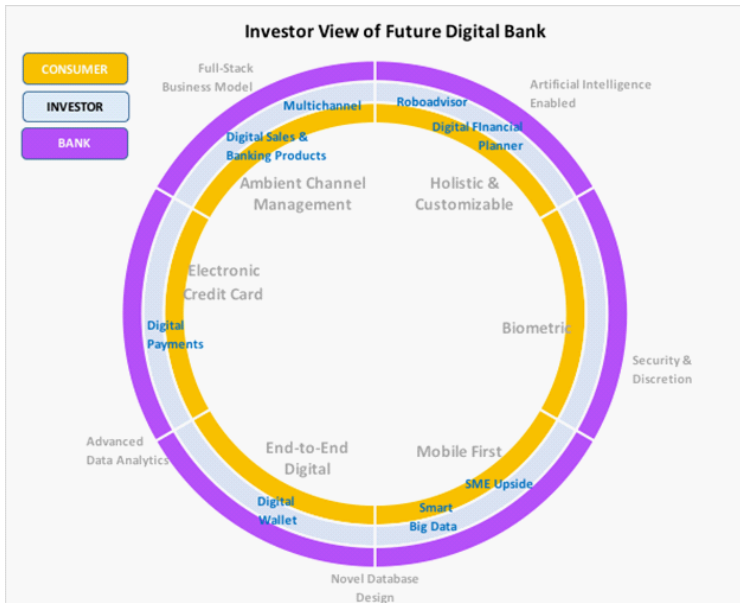 Investor View of Future Digital Bank
CONSUMER
INVESTOR
BANK
Full-Stack
Business Model
Artificial Intelligence
Enabled
Multichannel
Roboadvisor
Digital Sales &
Banking Products
Digital FInancial
Planner
Ambient Channel
Management
Holistic &
Customizable
Electronic
Credit Card
Digital
Payments
Biometric
Security &
Discretion
Advanced
Data Analytics
End-to-End
Digital
Mobile First
SME Upside
Digital
Wallet
Smart
Big Data
Novel Database
Design